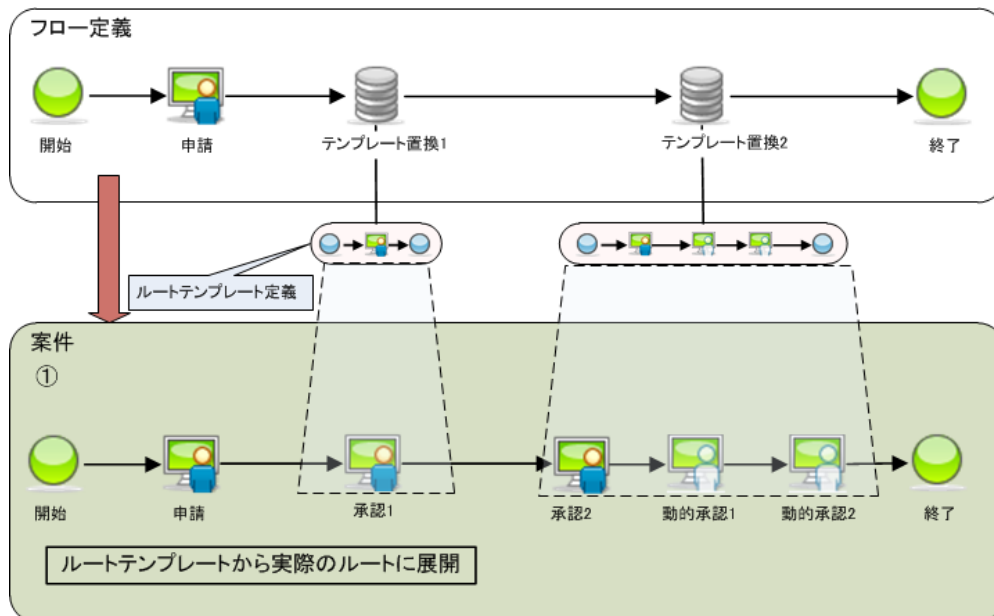 フロー定義
開始
申請
テンプレート置換1
テンプレート置換2
終了
ルートテンプレート定義
案件
①
開始
申請
承認1
承認2
動的承認1
動的承認2
終了
ルートテンプレートから実際のルートに展開